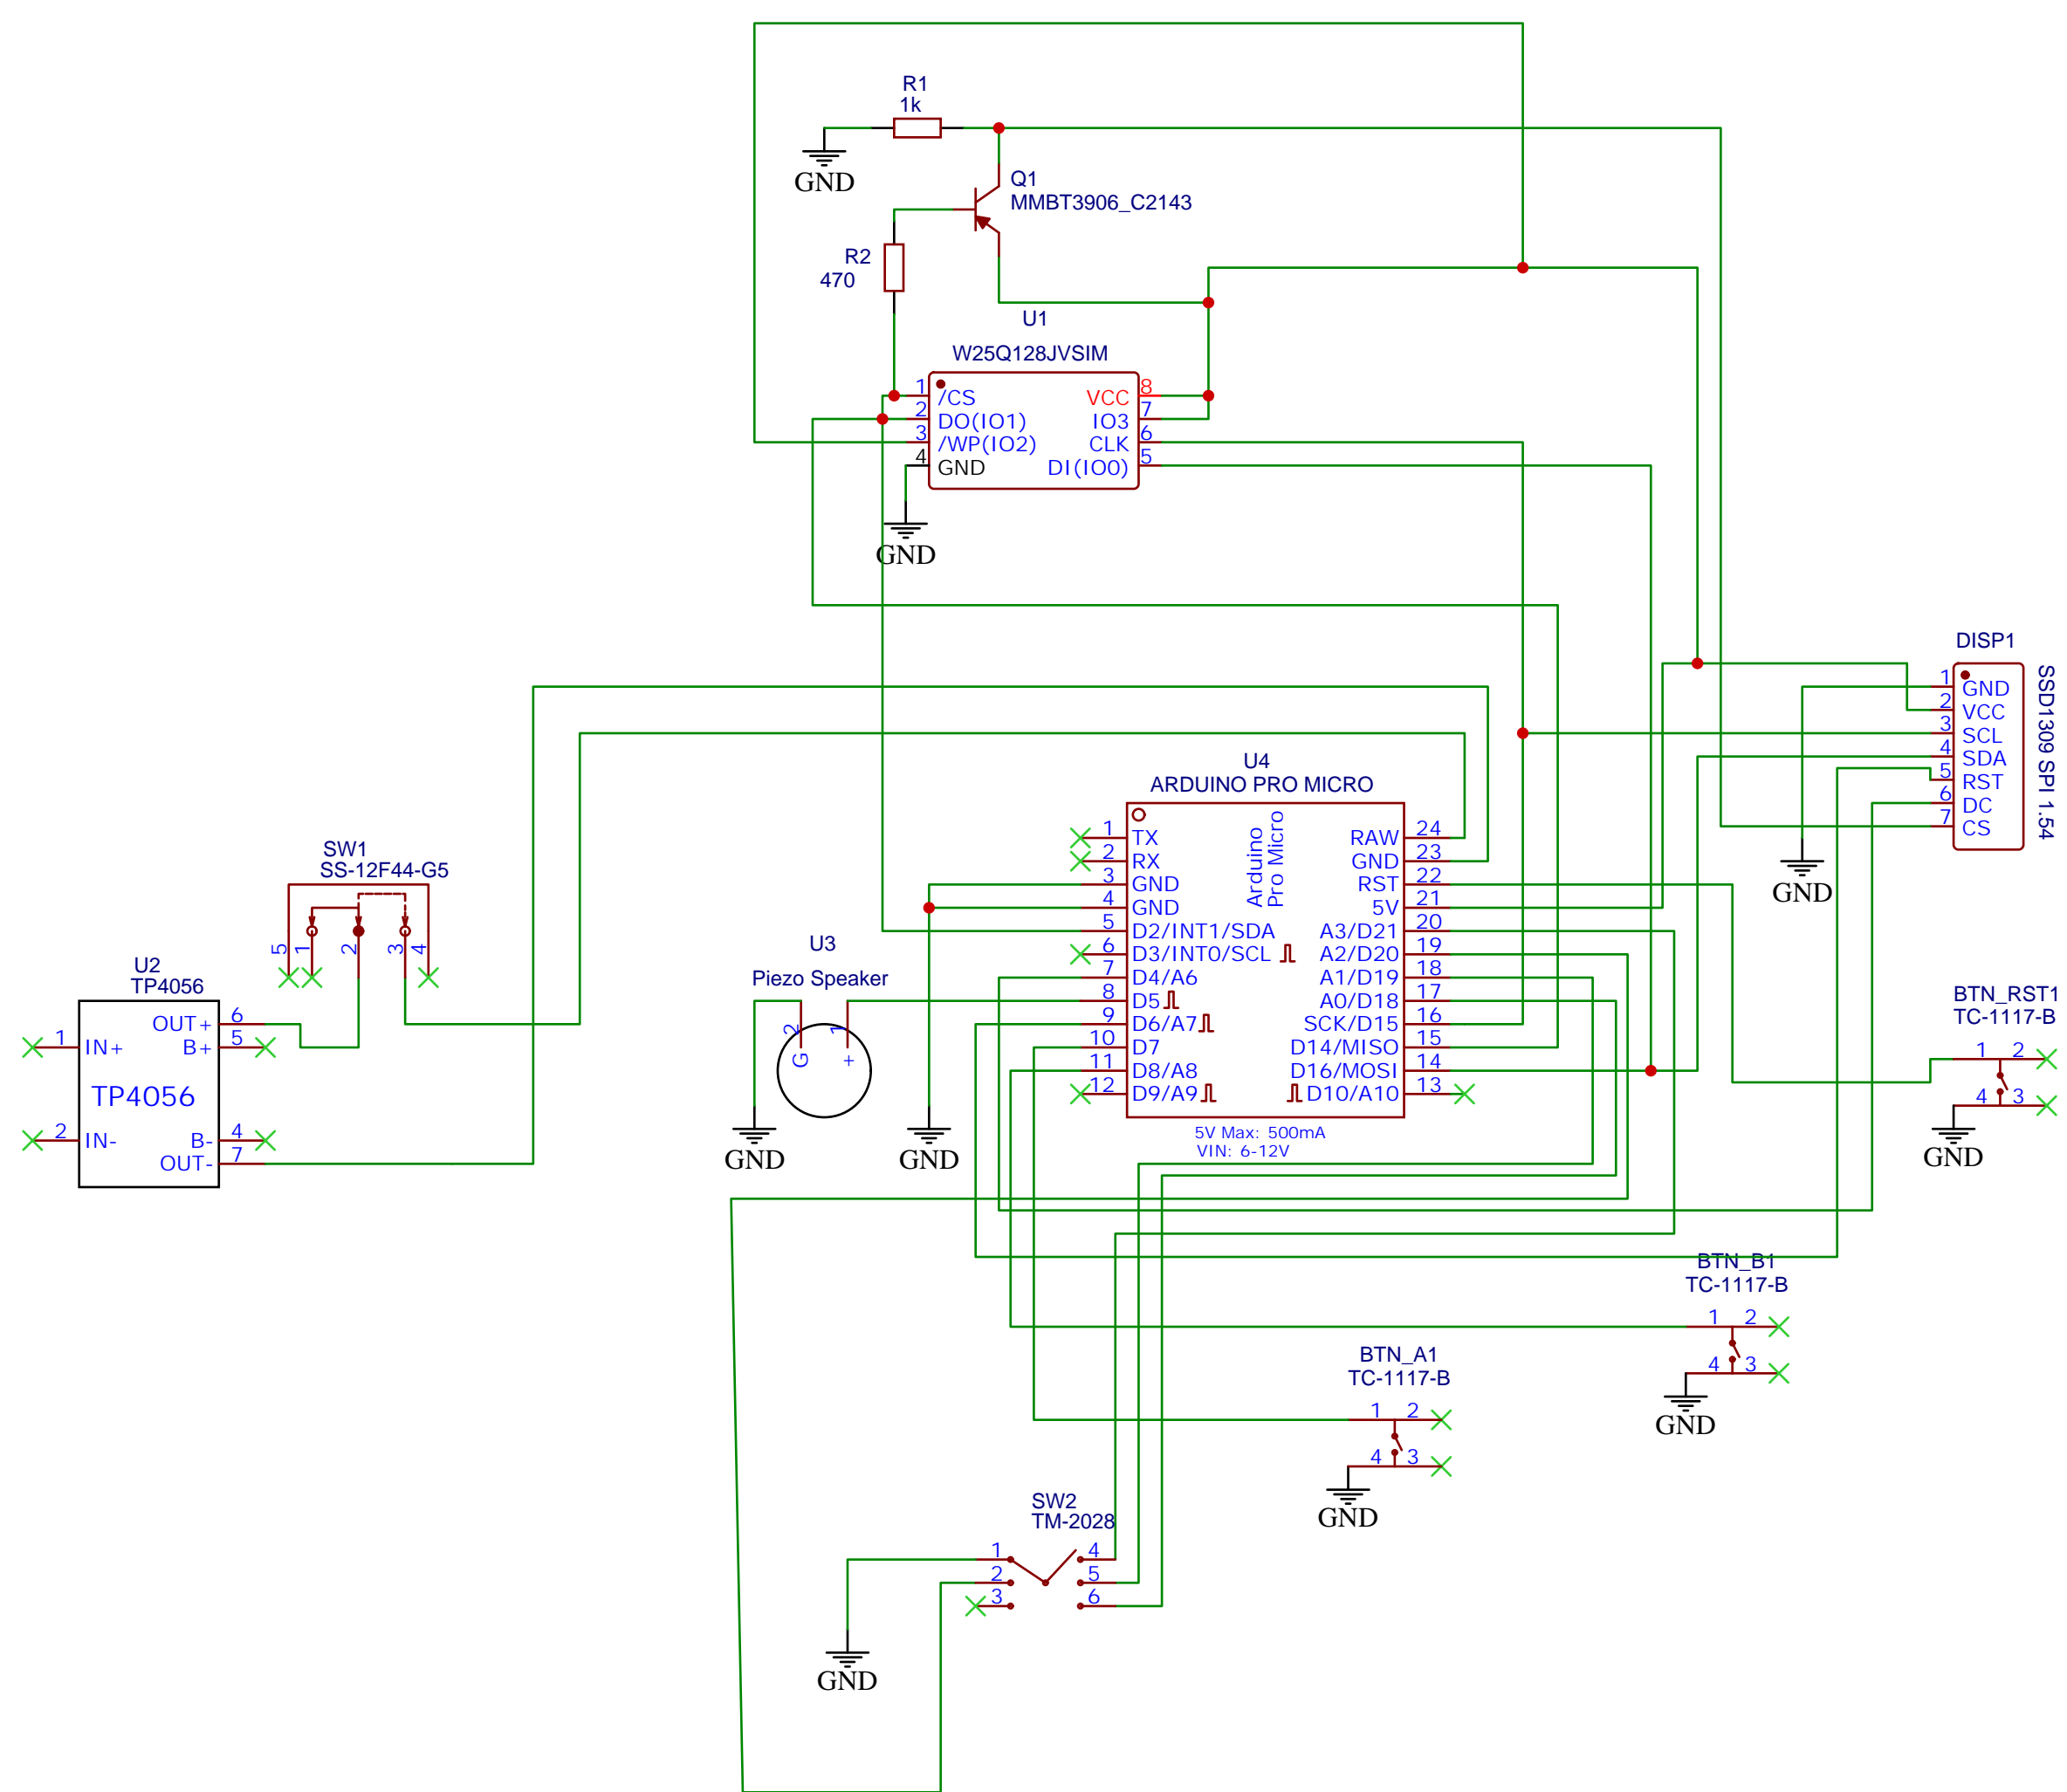 R1
1k
GND
Q1
MMBT3906_C2143
R2
470
U1
W25Q128JVSIM
1 /CS
2 DO(IO1)
3 /WP(IO2)
4 GND
VCC 8
IO3 7
CLK 6
DI(IO0) 5
GND
DISP1
SSD1309 SPI 1.54
1 GND
2 VCC
3 SCL
4 SDA
5 RST
6 DC
7 CS
GND
U4
ARDUINO PRO MICRO
Arduino
Pro Micro
1 TX
2 RX
3 GND
4 GND
5 D2/INT1/SDA
6 D3/INT0/SCL
7 D4/A6
8 D5
9 D6/A7
10 D7
11 D8/A8
12 D9/A9
RAW 24
GND 23
RST 22
5V 21
A3/D21 20
A2/D20 19
A1/D19 18
A0/D18 17
SCK/D15 16
D14/MISO 15
D16/MOSI 14
D10/A10 13
5V Max: 500mA
VIN: 6-12V
SW1
SS-12F44-G5
5 1 2 3 4
U2
TP4056
1 IN+
2 IN-
OUT+ 6
B+ 5
TP4056
B- 4
OUT- 7
U3
Piezo Speaker
2 1
G +
GND
GND
BTN_RST1
TC-1117-B
1 2
4 3
GND
BTN_B1
TC-1117-B
1 2
4 3
GND
BTN_A1
TC-1117-B
1 2
4 3
GND
SW2
TM-2028
1 4
2 5
3 6
GND